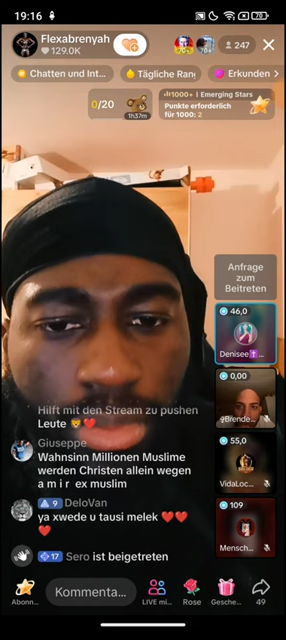 19:16
70
Flexabrenyah
129.0K
247
Chatten und Int...
Tägliche Ran
Erkunden >
0/20
1h37m
1000+ | Emerging Stars
Punkte erforderlich
für 1000: 2
Anfrage
zum
Beitreten
46,0
Denisee...
0,00
55,0
VidaLoc...
109
Mensch...
Hilft mit den Stream zu pushen
Leute
Giuseppe
Wahnsinn Millionen Muslime
werden Christen allein wegen
a m i r ex muslim
9 DeloVan
ya xwede u tausi melek ❤️ ❤️
❤️
17 Sero ist beigetreten
Abonn...
Kommenta...
LIVE mi...
Rose
Gesche...
49